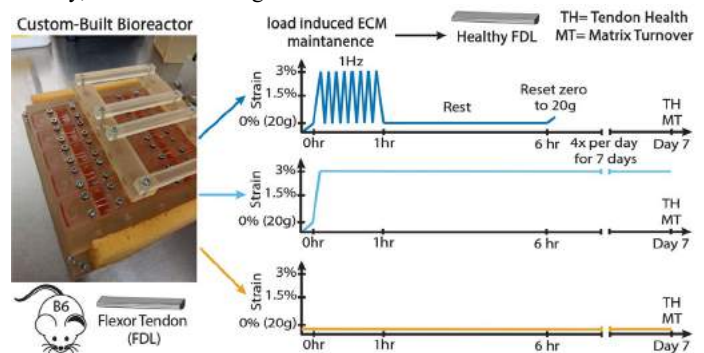 Custom-Built Bioreactor
load induced ECM
maintanence
Healthy FDL
TH= Tendon Health
MT= Matrix Turnover
1Hz
Strain
3%
1.5%
0% (20g)
Rest
Reset zero
to 20g
TH
MT
0hr
1hr
6 hr
4x per day
for 7 days
Day 7
Strain
3%
1.5%
0% (20g)
TH
MT
0hr
1hr
6 hr
Day 7
Strain
3%
1.5%
0% (20g)
TH
MT
0hr
1hr
6 hr
Day 7
B6
Flexor Tendon
(FDL)